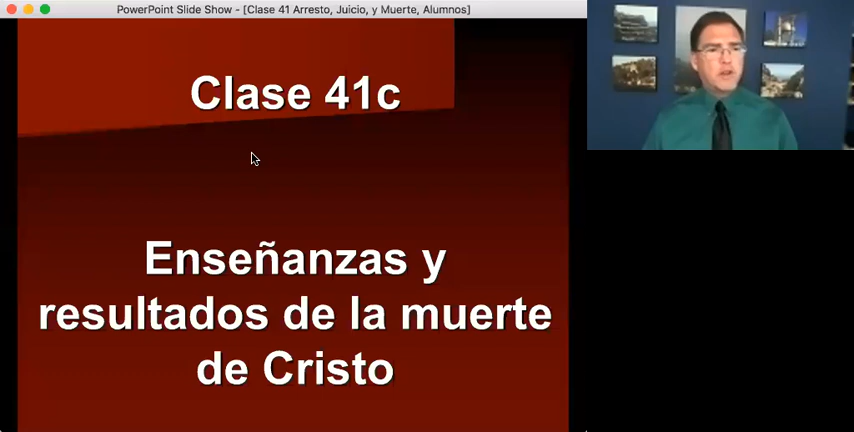 PowerPoint Slide Show - [Clase 41 Arresto, Juicio, y Muerte, Alumnos]
Clase 41c
Enseñanzas y
resultados de la muerte
de Cristo